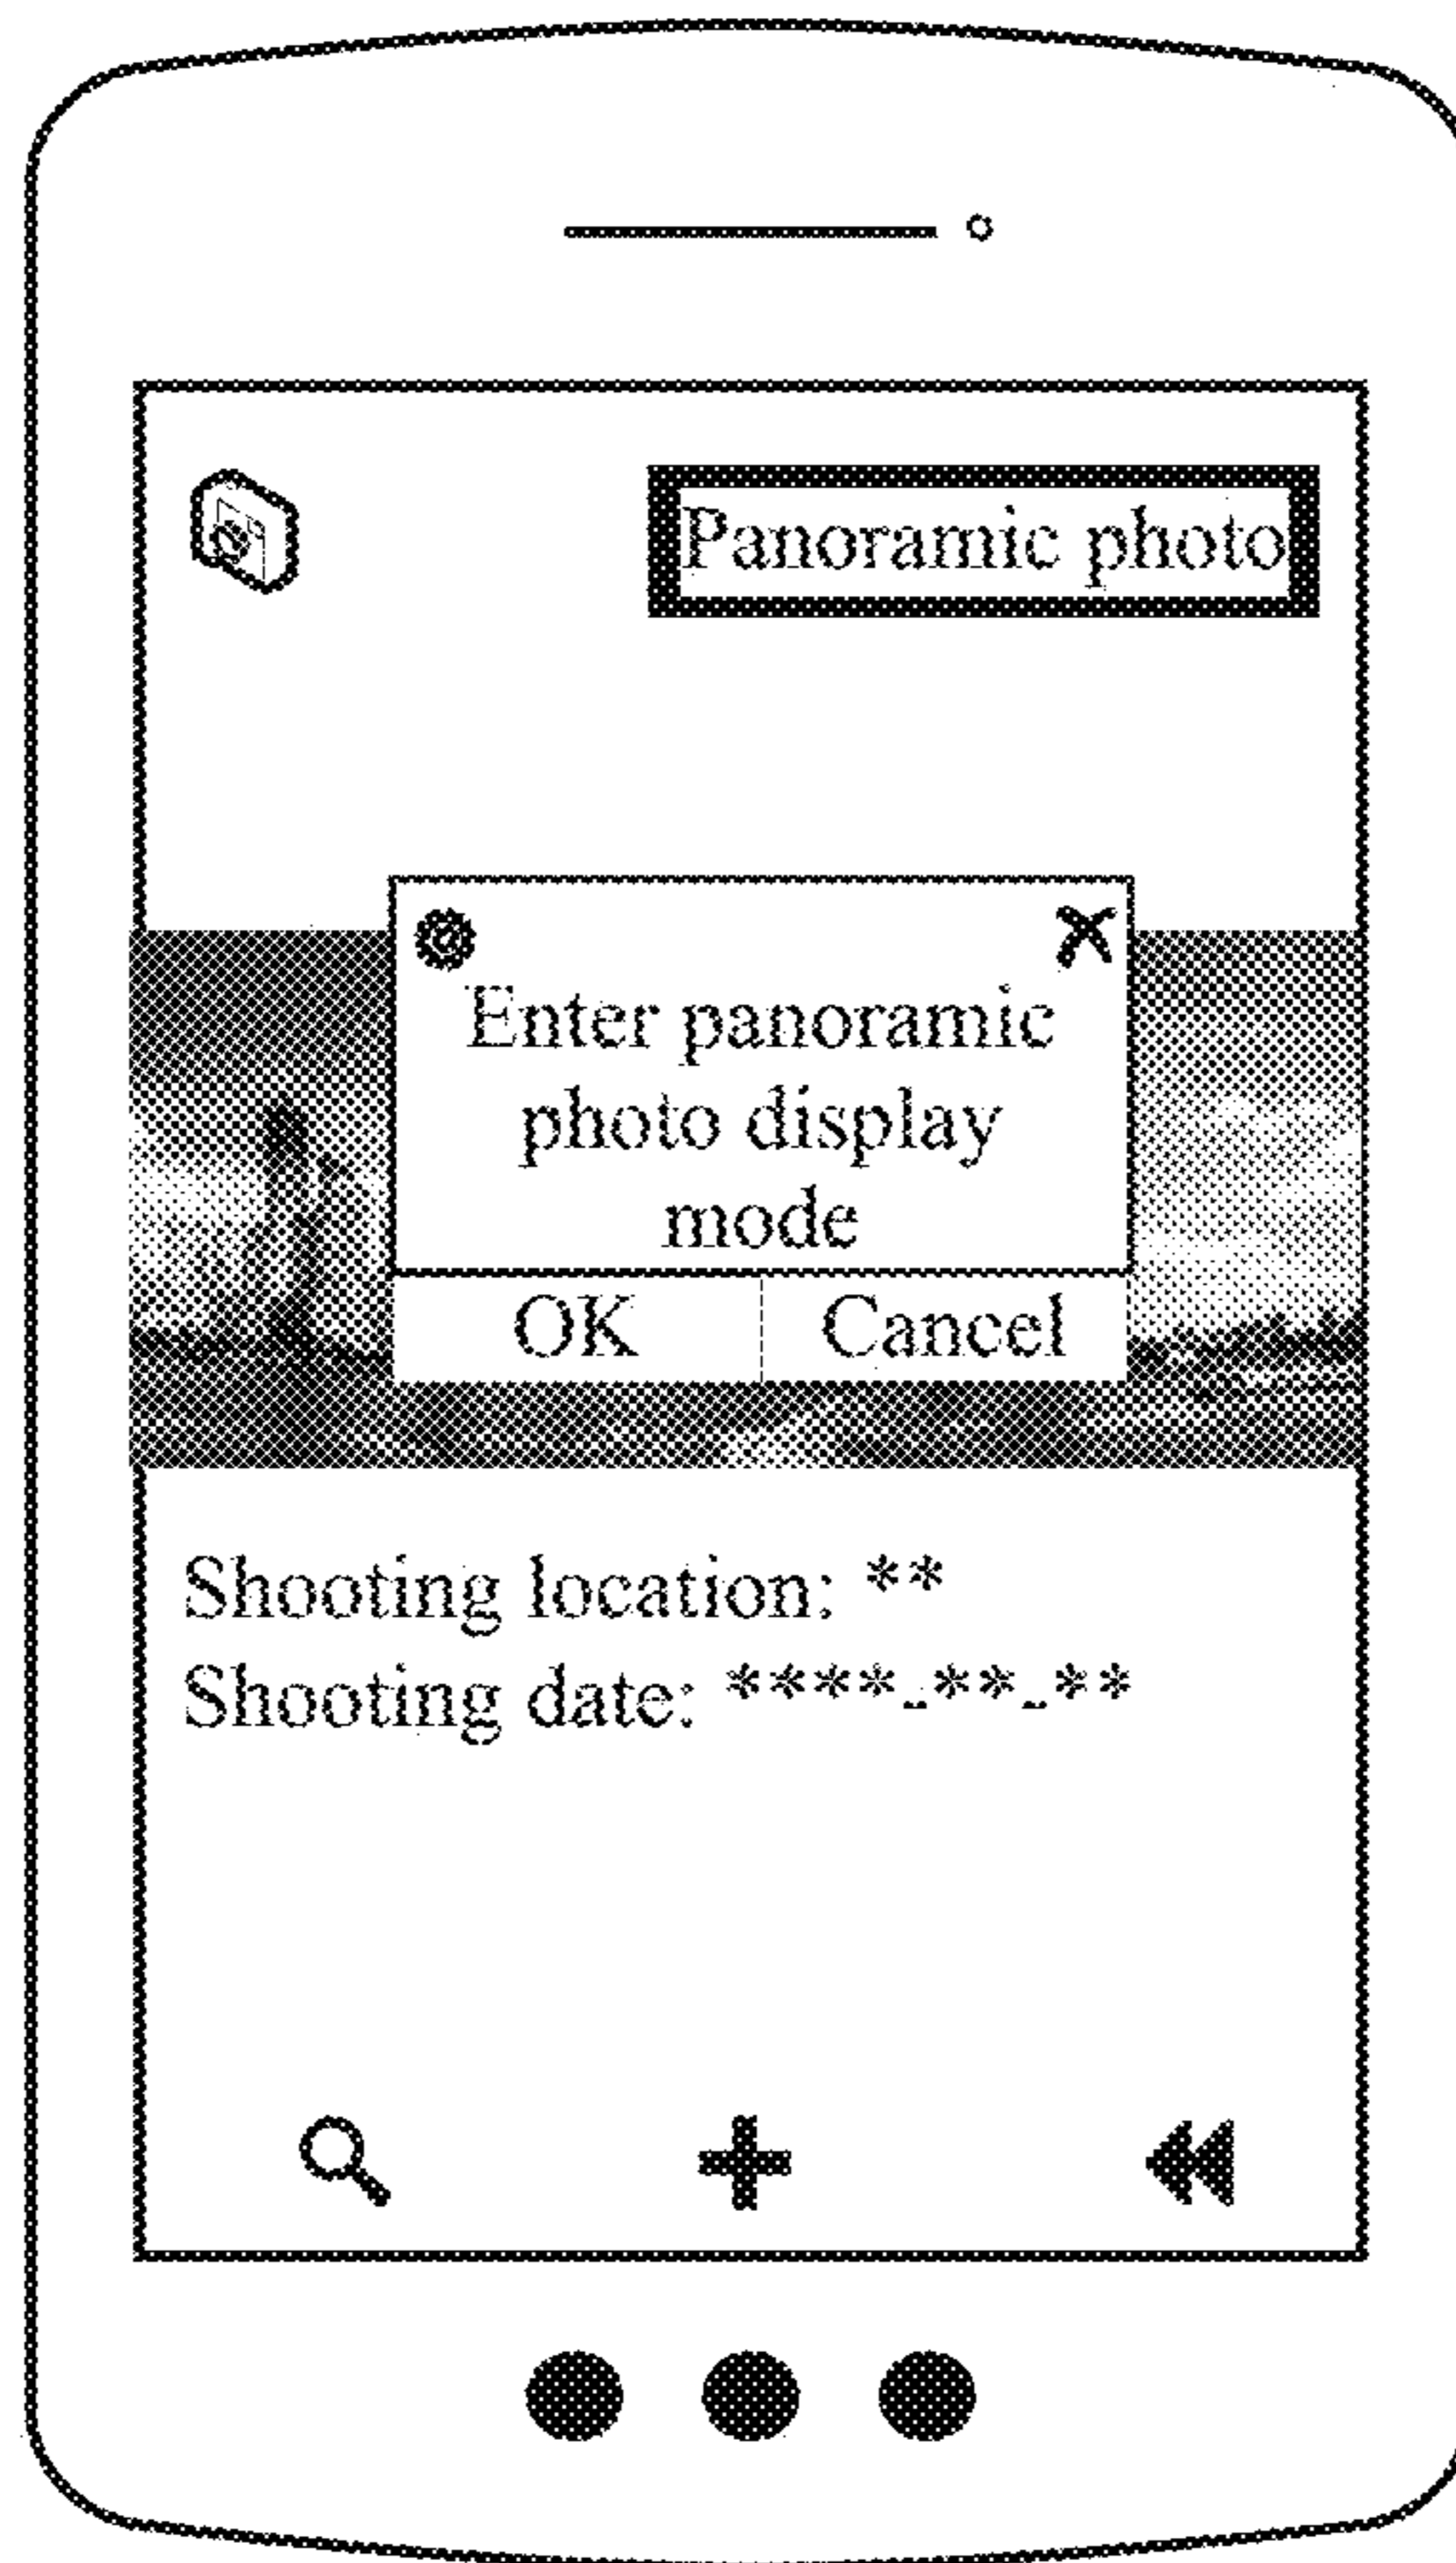 Panoramic photo
Enter panoramic
photo display
mode
OK Cancel
Shooting location: **
Shooting date: ****-**-**